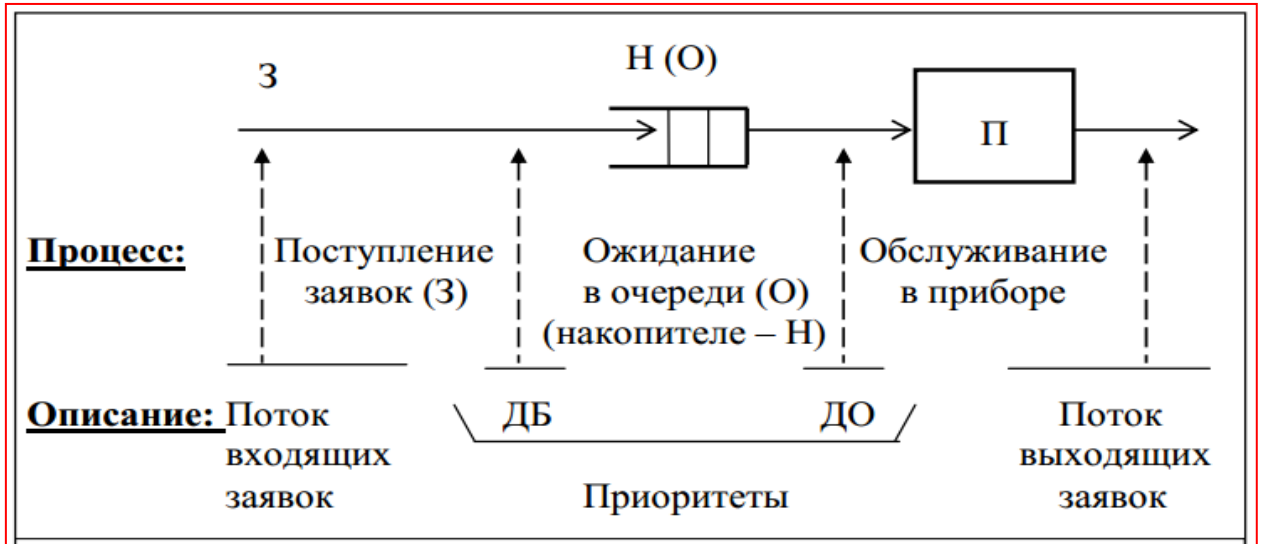 З
Н (О)
П
Процесс:
Поступление
заявок (З)
Ожидание
в очереди (О)
(накопителе – Н)
Обслуживание
в приборе
Описание:
Поток
входящих
заявок
ДБ
ДО
Приоритеты
Поток
выходящих
заявок